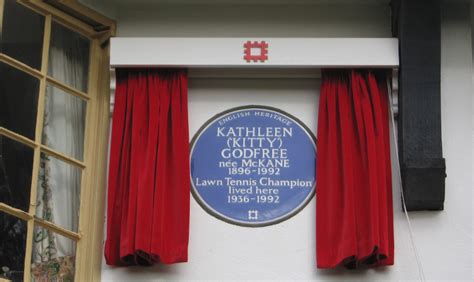 ENGLISH HERITAGE
KATHLEEN
('KITTY')
GODFREE
née McKANE
1896-1992
Lawn Tennis Champion
lived here
1936-1992